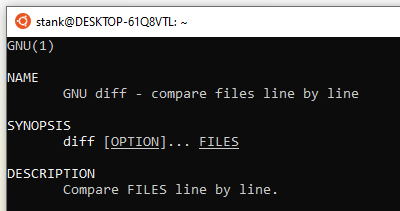 stank@DESKTOP-61Q8VTL: ~
GNU(1)
NAME
GNU diff - compare files line by line
SYNOPSIS
diff [OPTION]... FILES
DESCRIPTION
Compare FILES line by line.